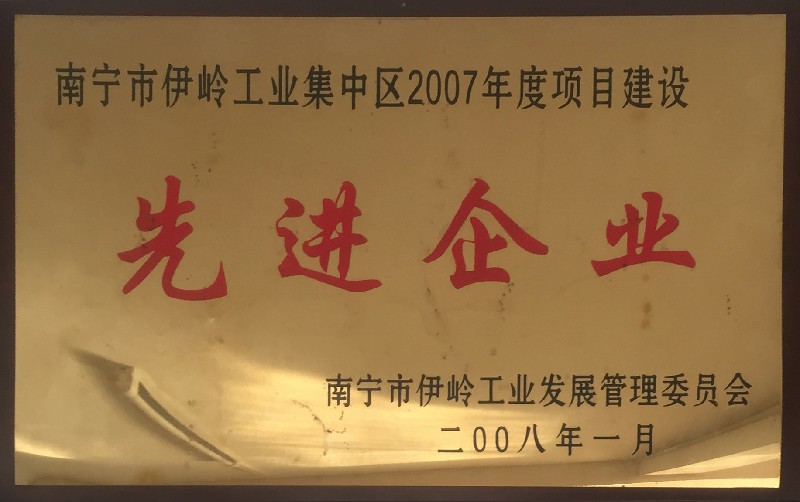 南宁市伊岭工业集中区2007年度项目建设
先进企业
南宁市伊岭工业发展管理委员会
二00八年一月